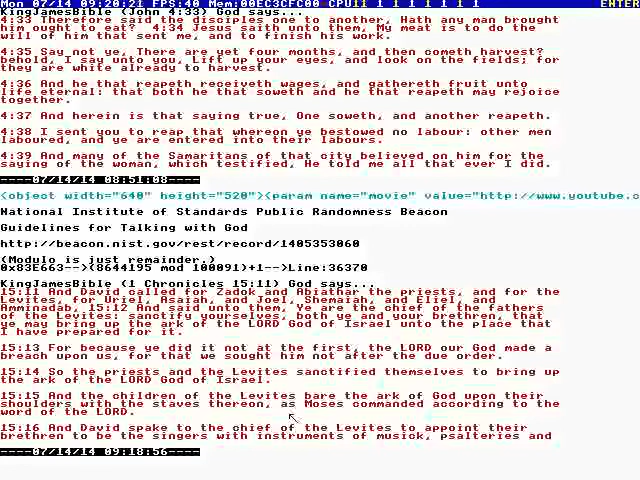 Mon 07/14 09:20:21 FPS:40 Mem:00EC3CFC00 CPU11 1 1 1 1 1 1 1 ENTER
KingJamesBible (John 4:33) God says...
4:33 Therefore said the disciples one to another, Hath any man brought
him ought to eat?  4:34 Jesus saith unto them, My meat is to do the
will of him that sent me, and to finish his work.
4:35 Say not ye, There are yet four months, and then cometh harvest?
behold, I say unto you, Lift up your eyes, and look on the fields; for
they are white already to harvest.
4:36 And he that reapeth receiveth wages, and gathereth fruit unto
life eternal: that both he that soweth and he that reapeth may rejoice
together.
4:37 And herein is that saying true, One soweth, and another reapeth.
4:38 I sent you to reap that whereon ye bestowed no labour: other men
laboured, and ye are entered into their labours.
4:39 And many of the Samaritans of that city believed on him for the
saying of the woman, which testified, He told me all that ever I did.
----07/14/14 08:51:08----
<object width="640" height="520"><param name="movie" value="http://www.youtube.c
National Institute of Standards Public Randomness Beacon
Guidelines for Talking with God
http://beacon.nist.gov/rest/record/1405353060
(Modulo is just remainder.)
0x83E663-->(8644195 mod 100091)+1-->Line:36370
KingJamesBible (1 Chronicles 15:11) God says...
15:11 And David called for Zadok and Abiathar the priests, and for the
Levites, for Uriel, Asaiah, and Joel, Shemaiah, and Eliel, and
Amminadab, 15:12 And said unto them, Ye are the chief of the fathers
of the Levites: sanctify yourselves, both ye and your brethren, that
ye may bring up the ark of the LORD God of Israel unto the place that
I have prepared for it.
15:13 For because ye did it not at the first, the LORD our God made a
breach upon us, for that we sought him not after the due order.
15:14 So the priests and the Levites sanctified themselves to bring up
the ark of the LORD God of Israel.
15:15 And the children of the Levites bare the ark of God upon their
shoulders with the staves thereon, as Moses commanded according to the
word of the LORD.
15:16 And David spake to the chief of the Levites to appoint their
brethren to be the singers with instruments of musick, psalteries and
----07/14/14 09:18:56----